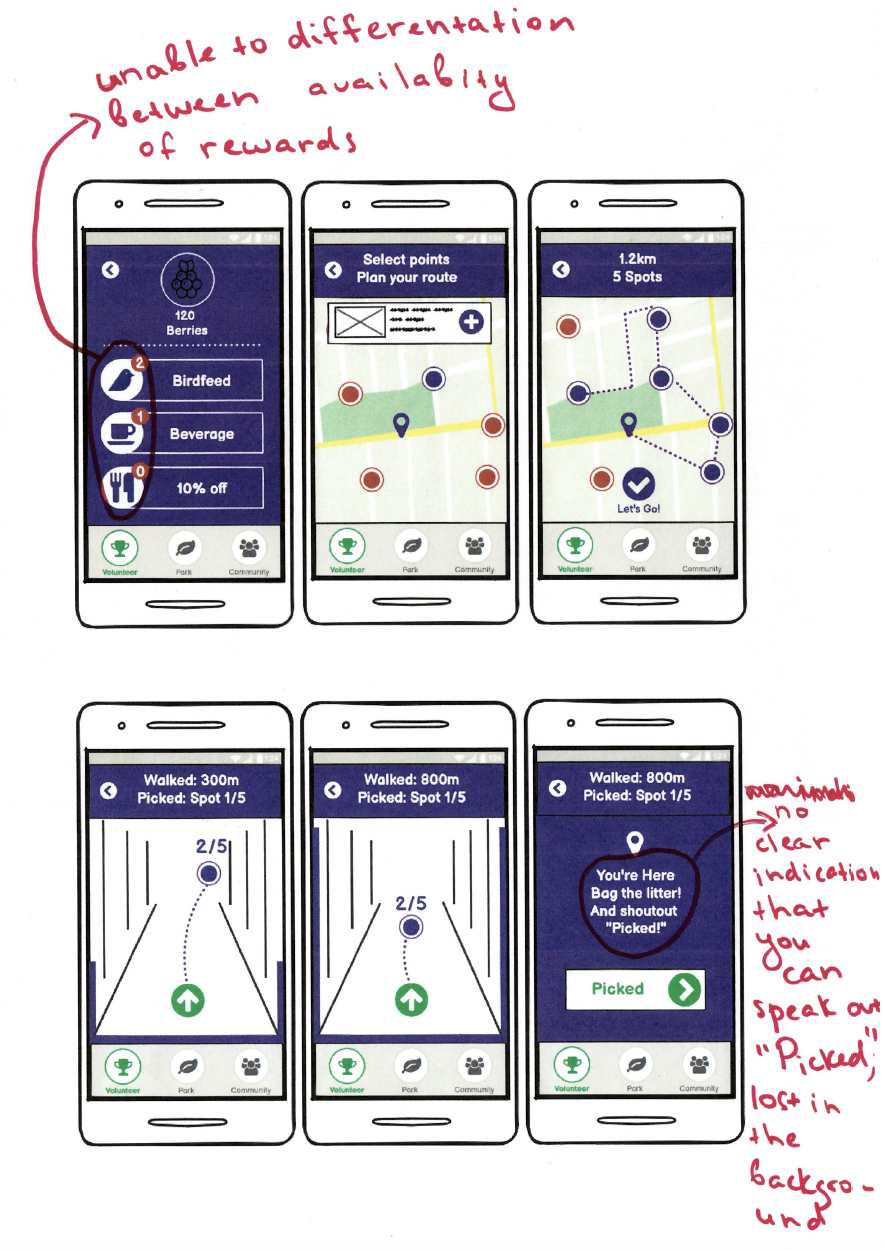 unable to differentation
between availabity
of rewards
120
Berries
2
Birdfeed
1
Beverage
0
10% off
Volunteer
Park
Community
Select points
Plan your route
Volunteer
Park
Community
1.2km
5 Spots
Let's Go!
Volunteer
Park
Community
Walked: 300m
Picked: Spot 1/5
2/5
Volunteer
Park
Community
Walked: 800m
Picked: Spot 1/5
2/5
Volunteer
Park
Community
Walked: 800m
Picked: Spot 1/5
You're Here
Bag the litter!
And shoutout
"Picked!"
Picked
Volunteer
Park
Community
no
clear
indication
that
you
can
speak out
"Picked",
lost in
the
backgro-
und